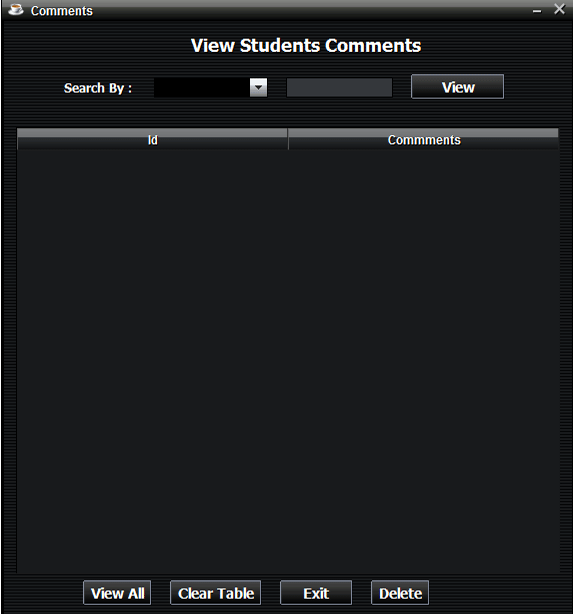 Comments
View Students Comments
Search By : View
Id Commments
View All Clear Table Exit Delete